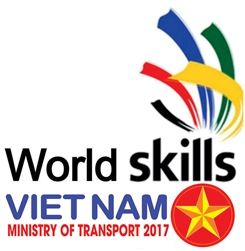 World skills
VIET NAM
MINISTRY OF TRANSPORT 2017